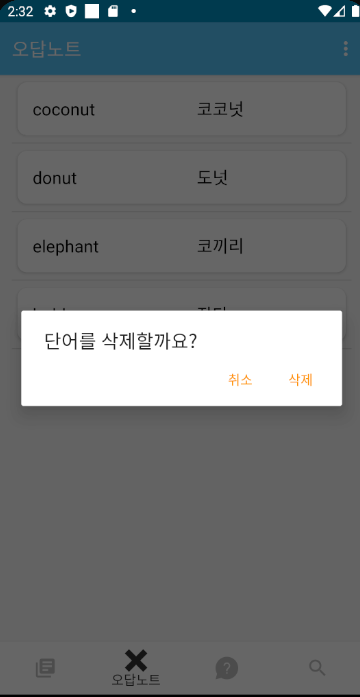 2:32
오답노트
coconut 코코넛
donut 도넛
elephant 코끼리
단어를 삭제할까요?
취소 삭제
오답노트